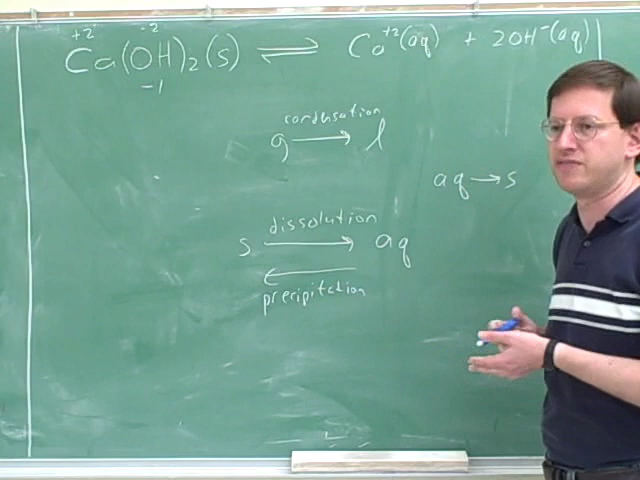 +2 -2
Ca(OH)₂(s) ⇌ Ca⁺²(aq) + 2OH⁻(aq)
-1
condensation
g → l
aq → s
dissolution
s → aq
←
precipitation